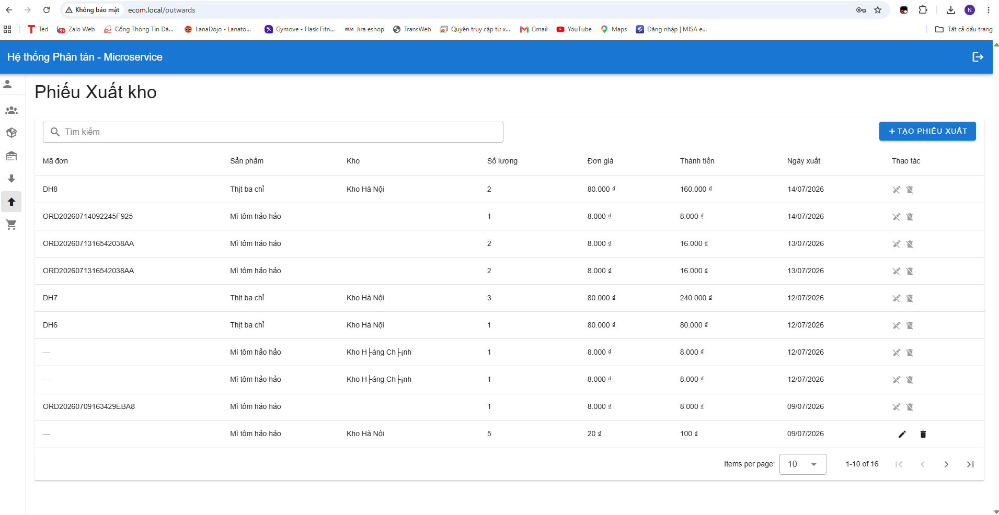 Không bảo mật ecom.local/outwards N
Ted Zalo Web Cổng Thông Tin Đà... LanaDojo - Lanato... Gymove - Flask Fitn... Jira eshop TransWeb Quyền truy cập từ x... Gmail YouTube Maps Đăng nhập | MISA e... Tất cả dấu trang
Hệ thống Phân tán - Microservice
Phiếu Xuất kho
Tìm kiếm
+ TẠO PHIẾU XUẤT
Mã đơn Sản phẩm Kho Số lượng Đơn giá Thành tiền Ngày xuất Thao tác
DH8 Thịt ba chỉ Kho Hà Nội 2 80.000 ₫ 160.000 ₫ 14/07/2026
ORD20260714092245F925 Mì tôm hảo hảo 1 8.000 ₫ 8.000 ₫ 14/07/2026
ORD2026071316542038AA Mì tôm hảo hảo 2 8.000 ₫ 16.000 ₫ 13/07/2026
ORD2026071316542038AA Mì tôm hảo hảo 2 8.000 ₫ 16.000 ₫ 13/07/2026
DH7 Thịt ba chỉ Kho Hà Nội 3 80.000 ₫ 240.000 ₫ 12/07/2026
DH6 Thịt ba chỉ Kho Hà Nội 1 80.000 ₫ 80.000 ₫ 12/07/2026
— Mì tôm hảo hảo Kho H├áng Ch├¡nh 1 8.000 ₫ 8.000 ₫ 12/07/2026
— Mì tôm hảo hảo Kho H├áng Ch├¡nh 1 8.000 ₫ 8.000 ₫ 12/07/2026
ORD20260709163429EBA8 Mì tôm hảo hảo 1 8.000 ₫ 8.000 ₫ 09/07/2026
— Mì tôm hảo hảo Kho Hà Nội 5 20 ₫ 100 ₫ 09/07/2026
Items per page: 10 1-10 of 16